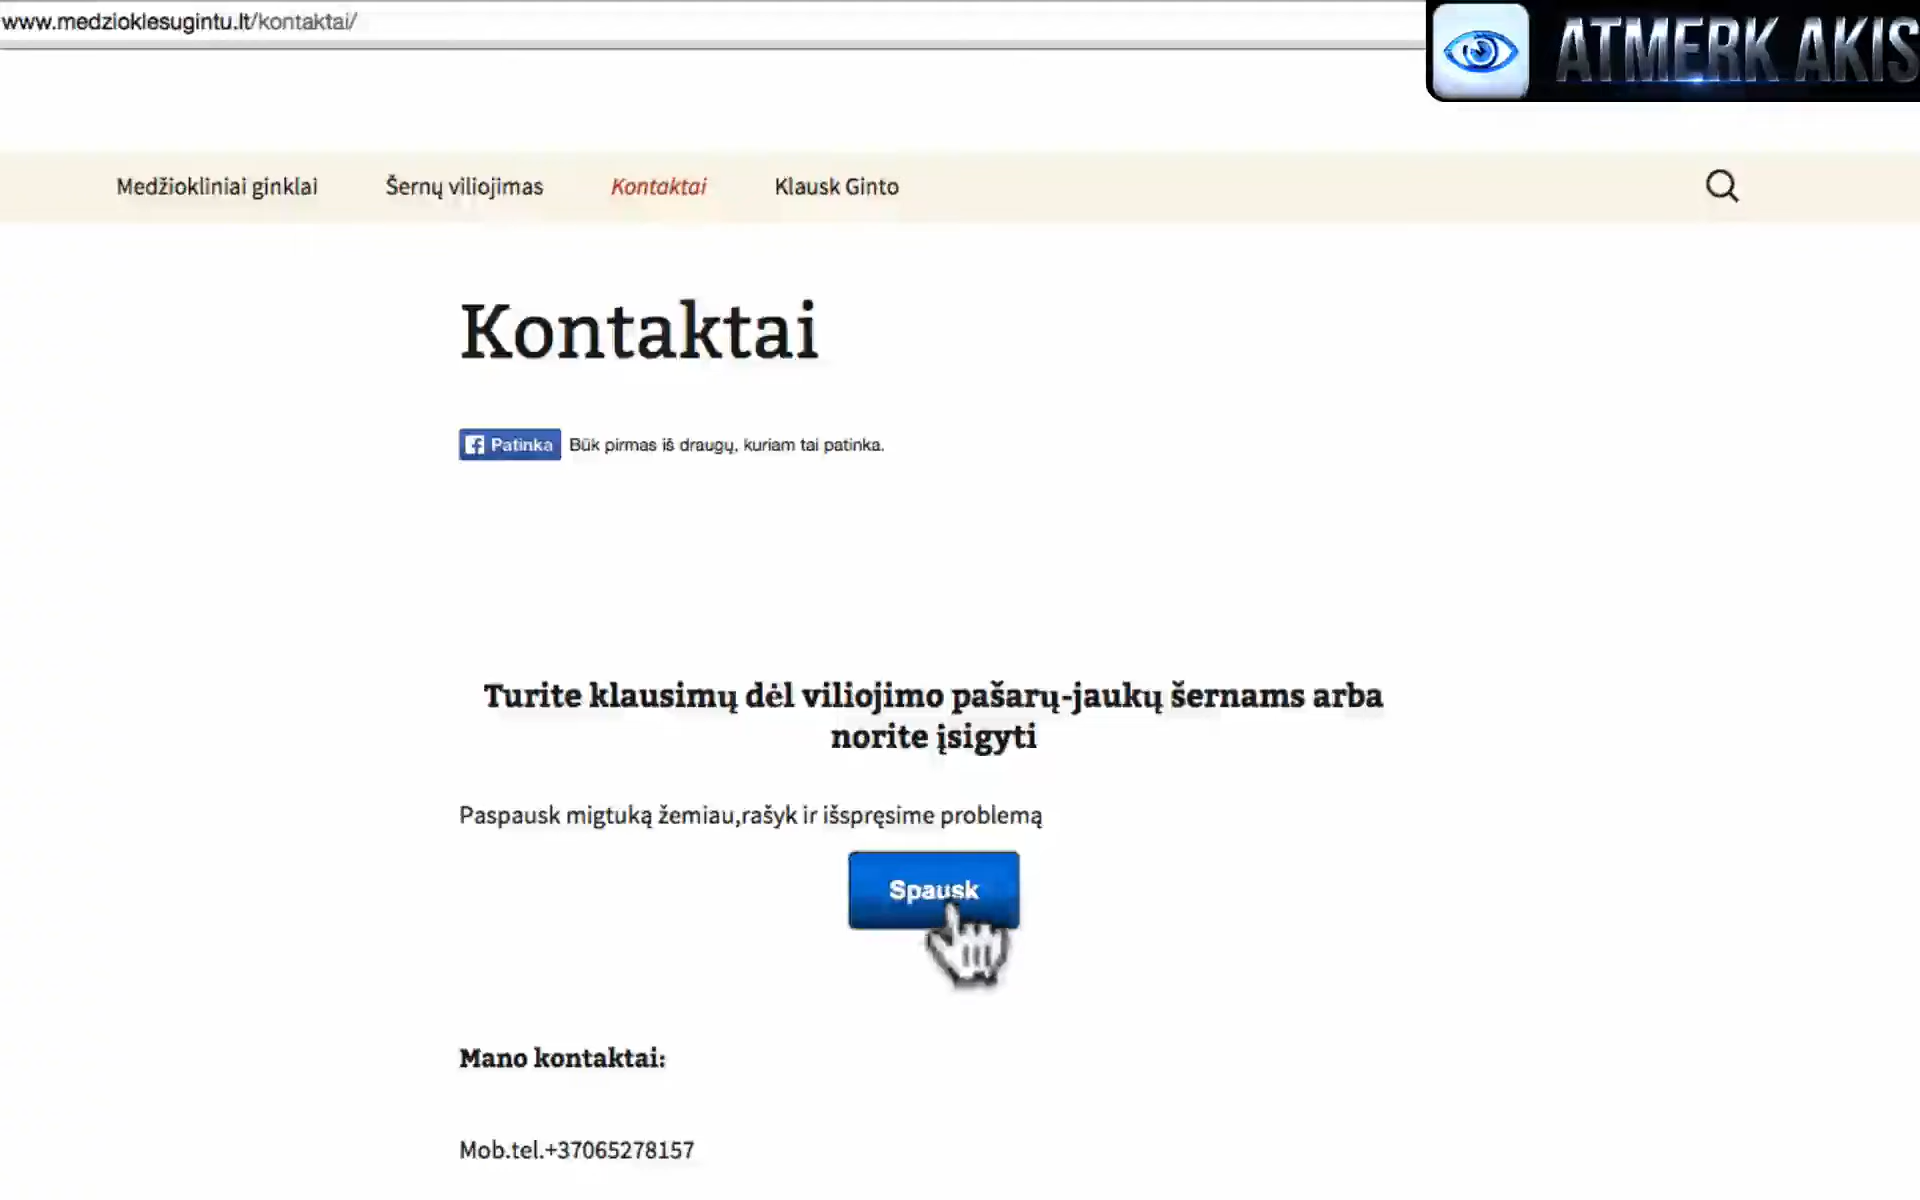 www.medzioklesugintu.lt/kontaktai/
ATMERK AKIS
Medžiokliniai ginklai Šernų viliojimas Kontaktai Klausk Ginto
Kontaktai
Patinka Būk pirmas iš draugų, kuriam tai patinka.
Turite klausimų dėl viliojimo pašarų-jaukų šernams arba
norite įsigyti
Paspausk migtuką žemiau,rašyk ir išspręsime problemą
Spausk
Mano kontaktai:
Mob.tel.+37065278157